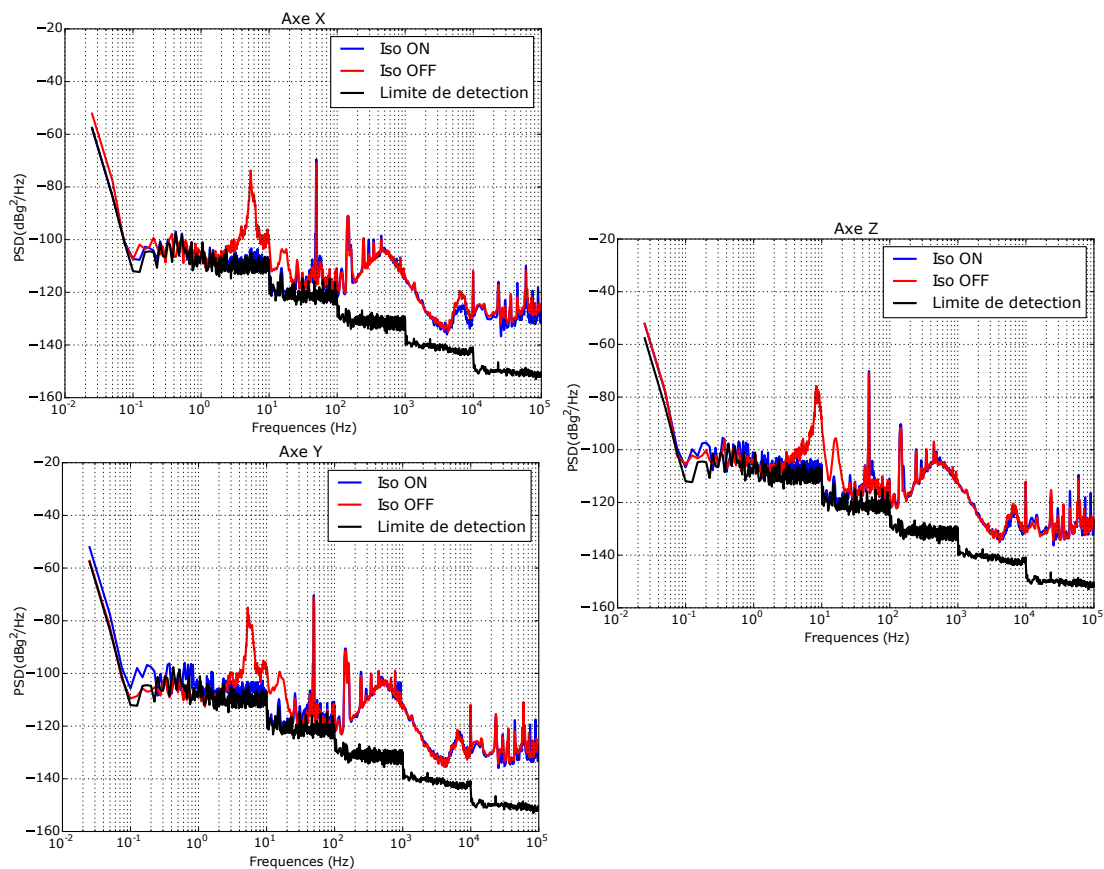 Axe X
PSD(dBg²/Hz)
−20
−40
−60
−80
−100
−120
−140
−160
Iso ON
Iso OFF
Limite de detection
10⁻² 10⁻¹ 10⁰ 10¹ 10² 10³ 10⁴ 10⁵
Frequences (Hz)
Axe Y
PSD(dBg²/Hz)
−20
−40
−60
−80
−100
−120
−140
−160
Iso ON
Iso OFF
Limite de detection
10⁻² 10⁻¹ 10⁰ 10¹ 10² 10³ 10⁴ 10⁵
Frequences (Hz)
Axe Z
PSD(dBg²/Hz)
−20
−40
−60
−80
−100
−120
−140
−160
Iso ON
Iso OFF
Limite de detection
10⁻² 10⁻¹ 10⁰ 10¹ 10² 10³ 10⁴ 10⁵
Frequences (Hz)